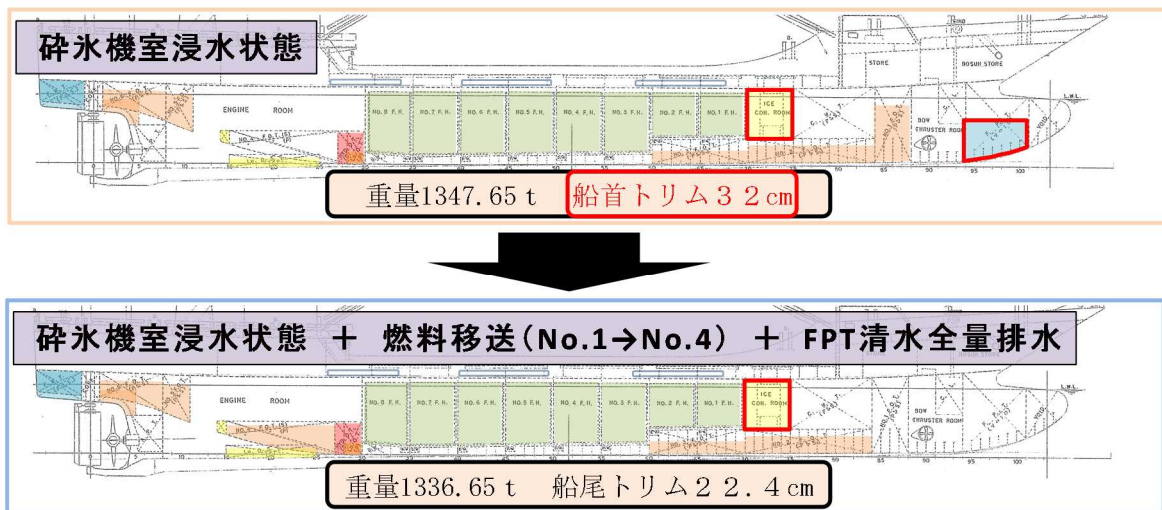 砕氷機室浸水状態
STORE
BOSUN STORE
ENGINE ROOM
NO.8 F.H.
NO.7 F.H.
NO.6 F.H.
NO.5 F.H.
NO.4 F.H.
NO.3 F.H.
NO.2 F.H.
NO.1 F.H.
ICE
CON. ROOM
BOW
THRUSTER ROOM
L.W.L.
重量1347.65 t 船首トリム32cm
砕氷機室浸水状態 + 燃料移送(No.1→No.4) + FPT清水全量排水
ENGINE ROOM
NO.8 F.H.
NO.7 F.H.
NO.6 F.H.
NO.5 F.H.
NO.4 F.H.
NO.3 F.H.
NO.2 F.H.
NO.1 F.H.
ICE
CON. ROOM
BOW
THRUSTER ROOM
L.W.L.
重量1336.65 t 船尾トリム22.4cm